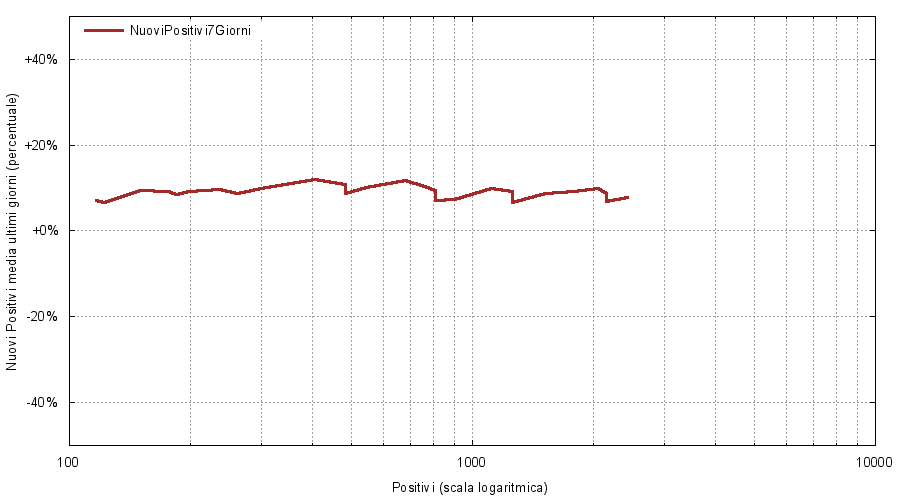 NuoviPositivi7Giorni
+40%
+20%
+0%
-20%
-40%
Nuovi Positivi media ultimi giorni (percentuale)
100 1000 10000
Positivi (scala logaritmica)